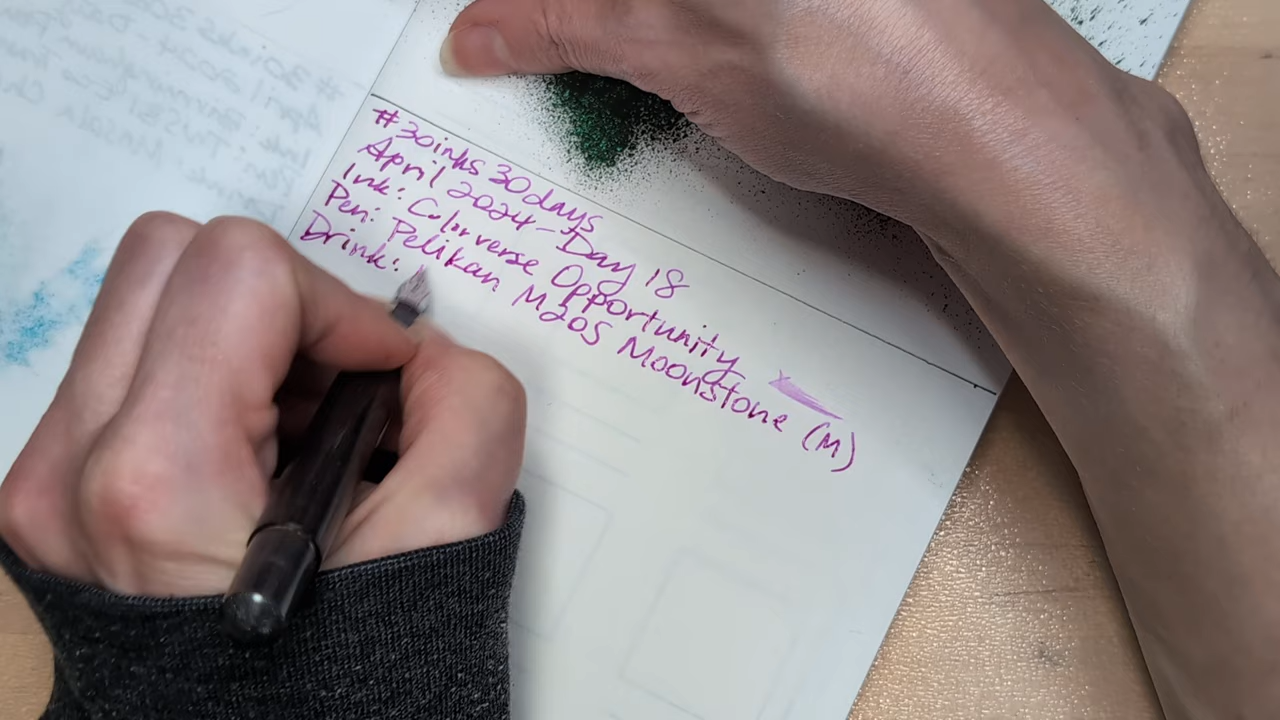 #30inks30days
April 2024 - Day 18
Ink: Colorverse Opportunity
Pen: Pelikan M205 Moonstone (M)
Drink: